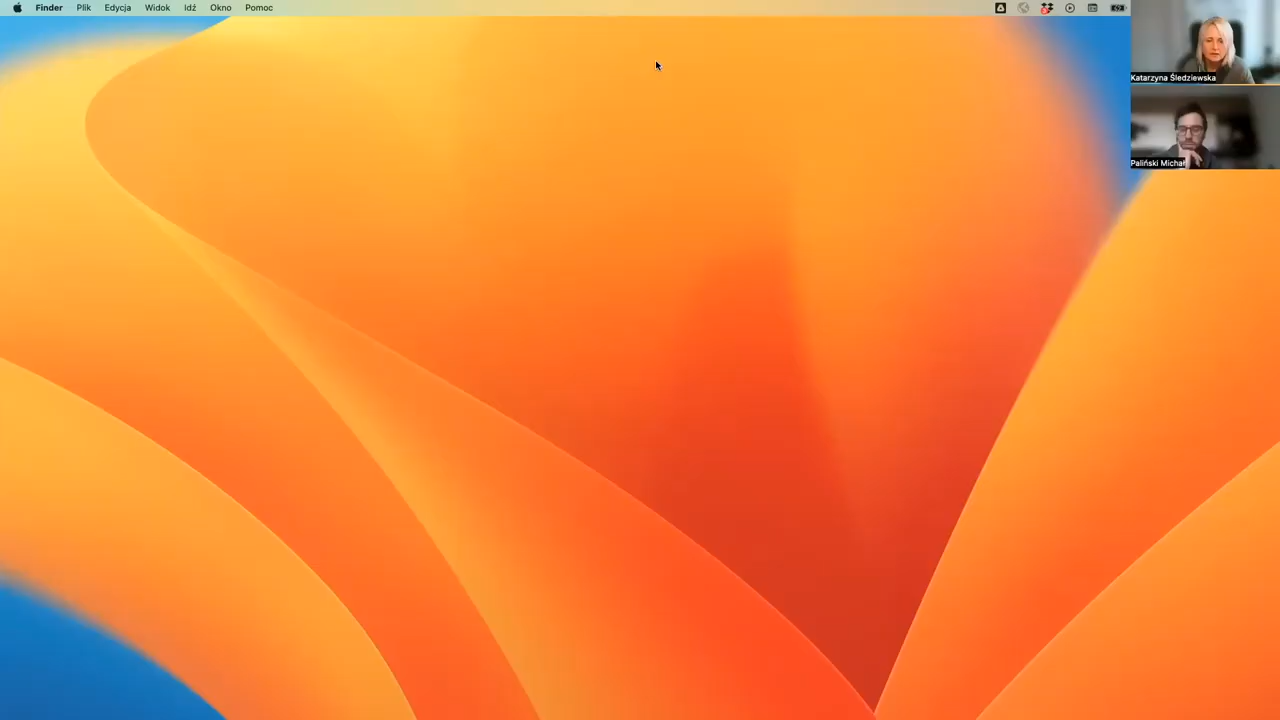 Finder Plik Edycja Widok Idź Okno Pomoc
Katarzyna Śledziewska
Paliński Michał